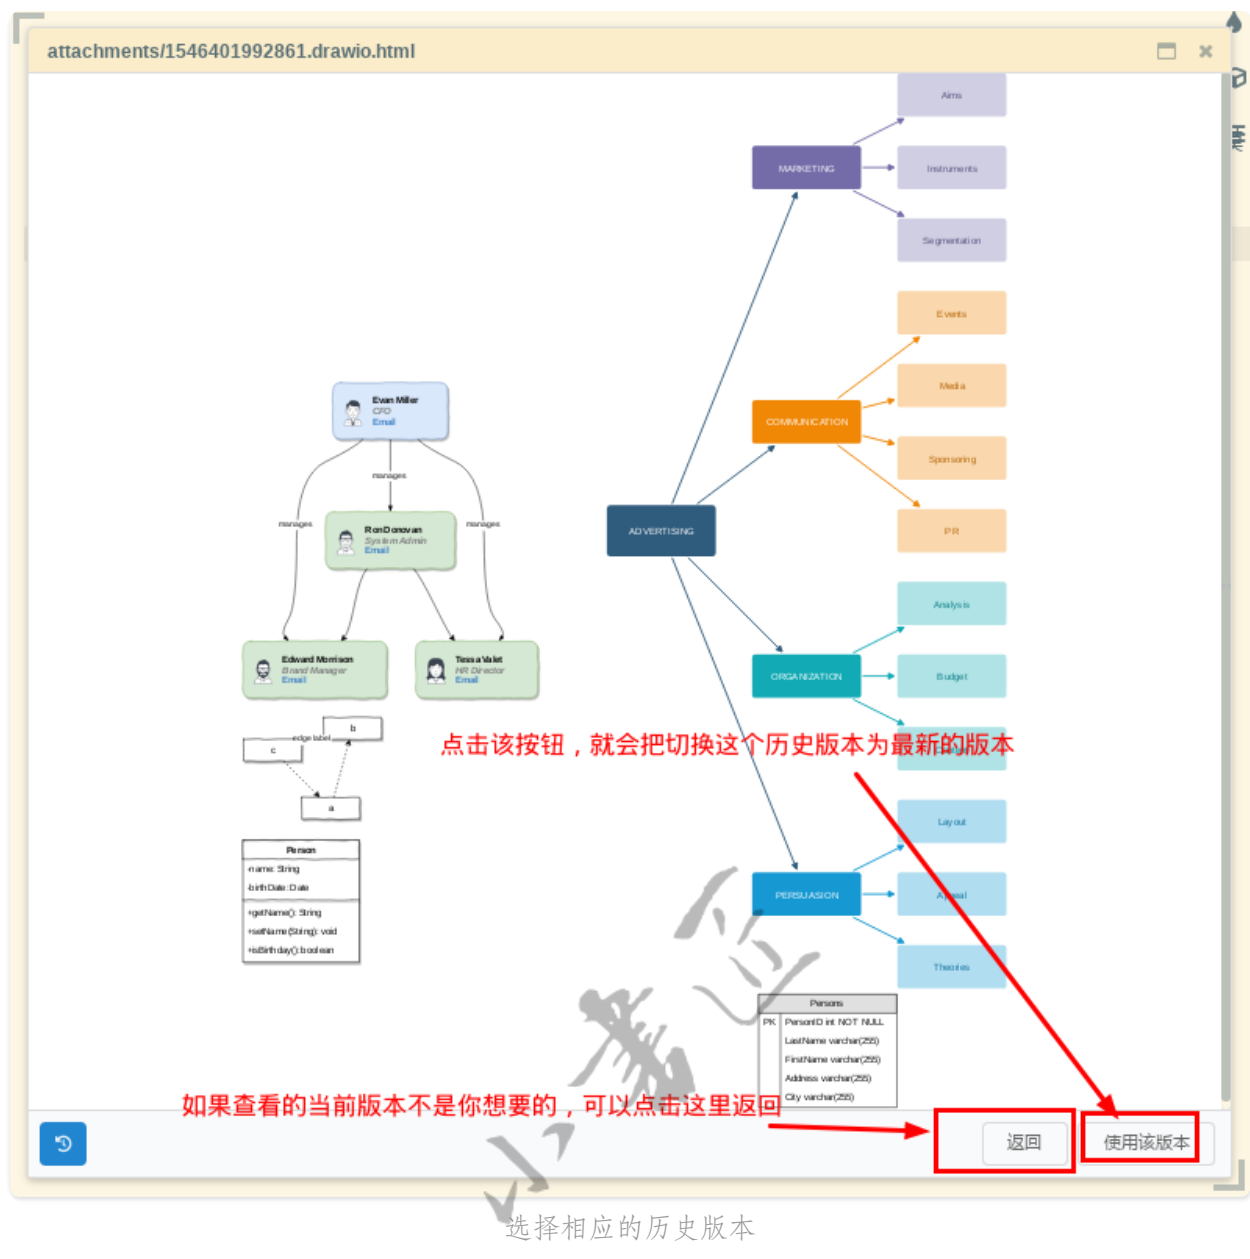 attachments/1546401992861.drawio.html
Aims
MARKETING
Instruments
Segmentation
Events
Media
COMMUNICATION
Sponsoring
PR
Evan Miller
CFO
Email
manages
manages
manages
Ron Donovan
System Admin
Email
ADVERTISING
Analysis
Edward Morrison
Brand Manager
Email
Tessa Valet
HR Director
Email
ORGANIZATION
Budget
b
edge label
c
a
点击该按钮，就会把切换这个历史版本为最新的版本
Layout
Person
-name: String
-birthDate: Date
+getName(): String
+setName(String): void
+isBirthday(): boolean
PERSUASION
Appeal
Theories
Persons
PK PersonID int NOT NULL
LastName varchar(255)
FirstName varchar(255)
Address varchar(255)
City varchar(255)
如果查看的当前版本不是你想要的，可以点击这里返回
返回
使用该版本
选择相应的历史版本